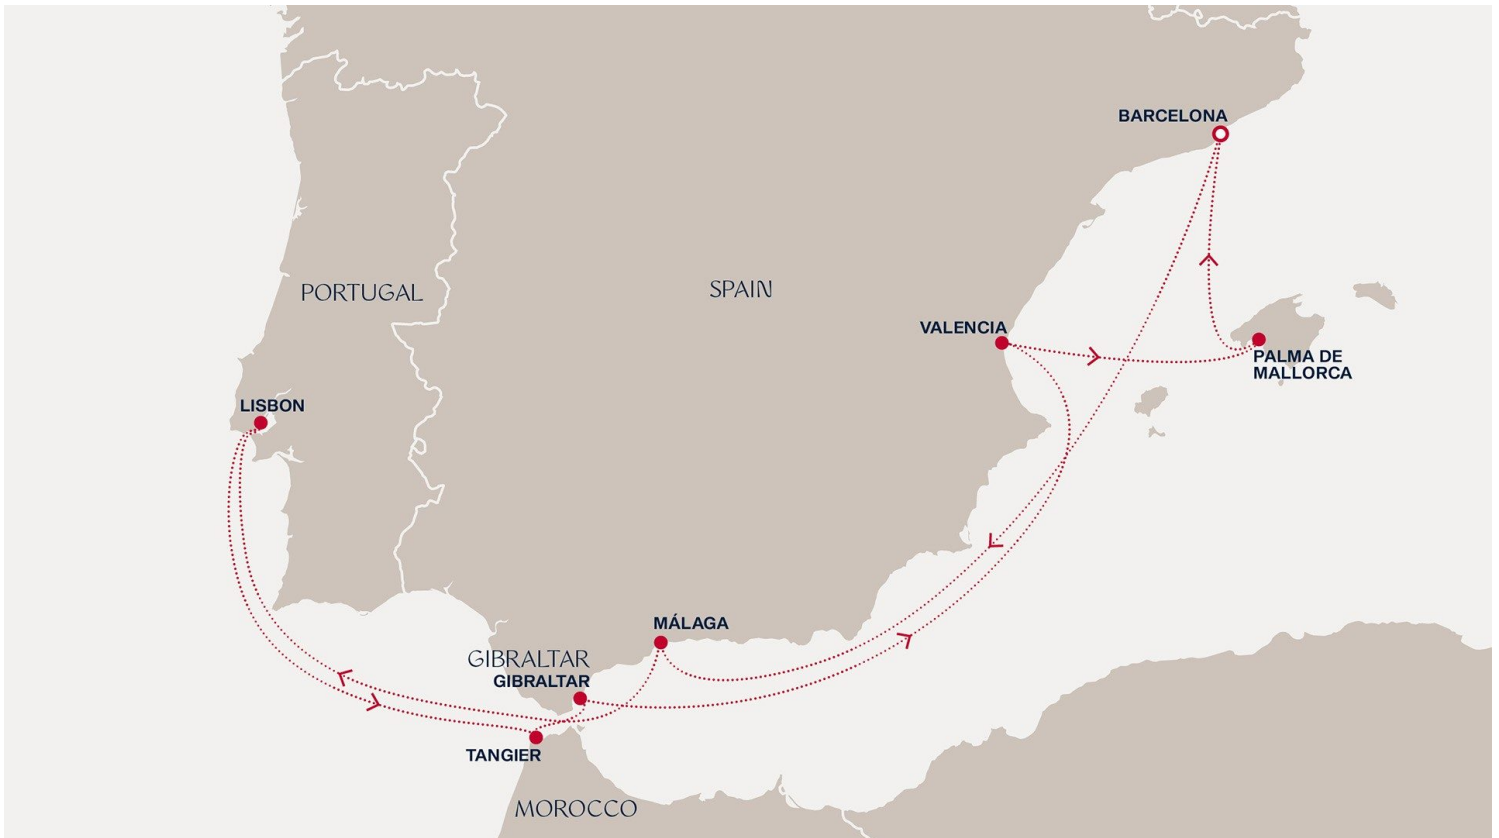 BARCELONA
PORTUGAL
SPAIN
VALENCIA
PALMA DE
MALLORCA
LISBON
MÁLAGA
GIBRALTAR
GIBRALTAR
TANGIER
MOROCCO